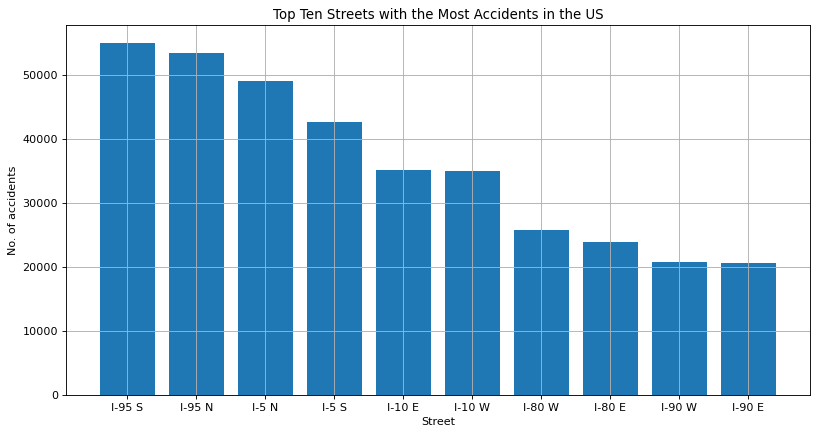 Top Ten Streets with the Most Accidents in the US
No. of accidents
50000
40000
30000
20000
10000
0
I-95 S I-95 N I-5 N I-5 S I-10 E I-10 W I-80 W I-80 E I-90 W I-90 E
Street